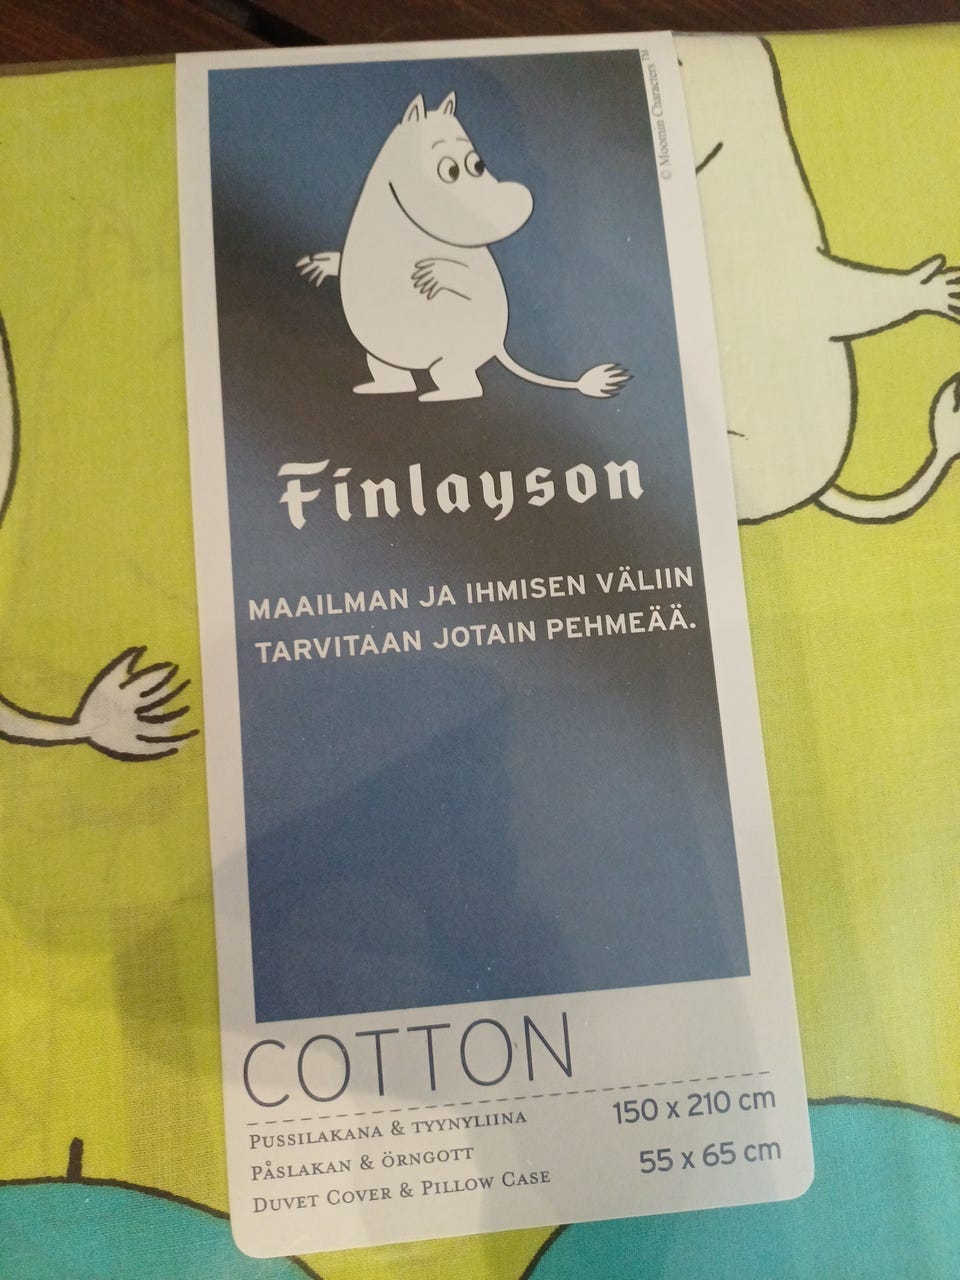 © Moomin Characters ™
Finlayson
MAAILMAN JA IHMISEN VÄLIIN
TARVITAAN JOTAIN PEHMEÄÄ.
COTTON
PUSSILAKANA & TYYNYLIINA
150 x 210 cm
PÅSLAKAN & ÖRNGOTT
55 x 65 cm
DUVET COVER & PILLOW CASE